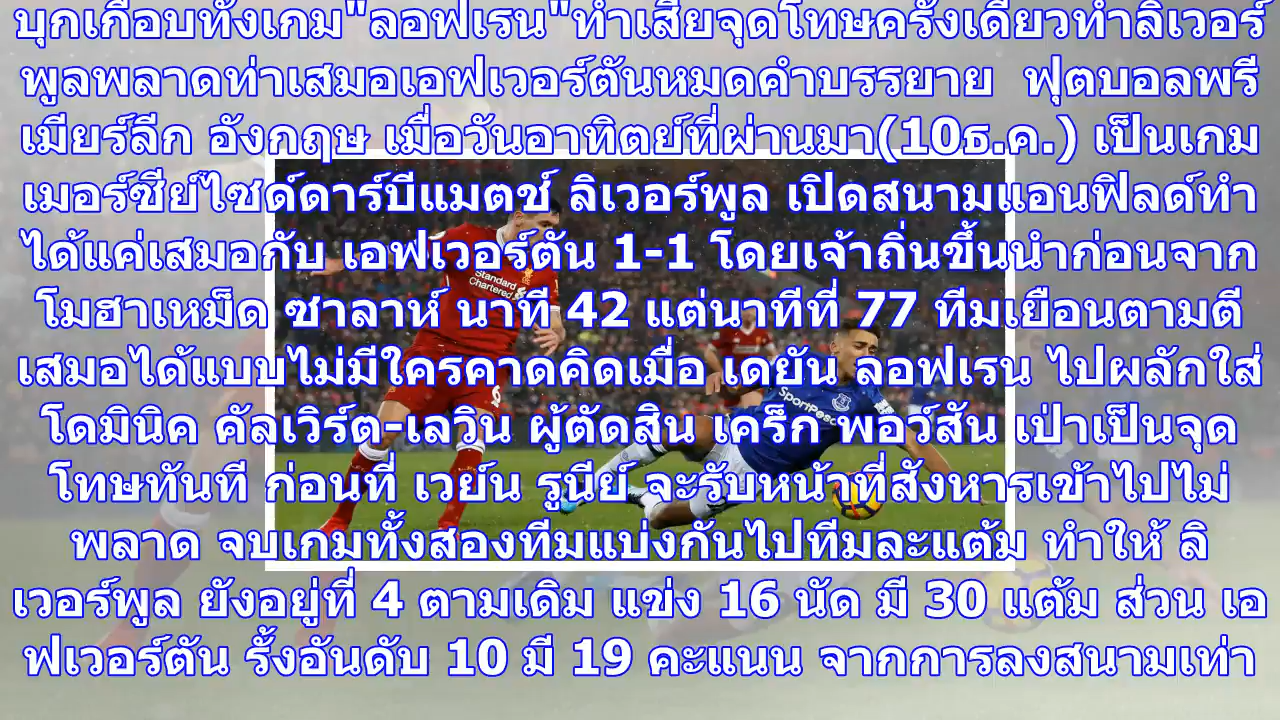 บุกเกือบทั้งเกม"ลอฟเรน"ทำเสียจุดโทษครั้งเดียวทำลิเวอร์
พูลพลาดท่าเสมอเอฟเวอร์ตันหมดคำบรรยาย ฟุตบอลพรี
เมียร์ลีก อังกฤษ เมื่อวันอาทิตย์ที่ผ่านมา(10ธ.ค.) เป็นเกม
เมอร์ซีย์ไซด์ดาร์บีแมตช์ ลิเวอร์พูล เปิดสนามแอนฟิลด์ทำ
ได้แค่เสมอกับ เอฟเวอร์ตัน 1-1 โดยเจ้าถิ่นขึ้นนำก่อนจาก
โมฮาเหม็ด ซาลาห์ นาทีที่ 42 แต่นาทีที่ 77 ทีมเยือนตามตี
เสมอได้แบบไม่มีใครคาดคิดเมื่อ เดยัน ลอฟเรน ไปผลักใส่
โดมินิค คัลเวิร์ต-เลวิน ผู้ตัดสิน เคร็ก พอว์สัน เป่าเป็นจุด
โทษทันที ก่อนที่ เวย์น รูนีย์ จะรับหน้าที่สังหารเข้าไปไม่
พลาด จบเกมทั้งสองทีมแบ่งกันไปทีมละแต้ม ทำให้ ลิ
เวอร์พูล ยังอยู่ที่ 4 ตามเดิม แข่ง 16 นัด มี 30 แต้ม ส่วน เอ
ฟเวอร์ตัน รั้งอันดับ 10 มี 19 คะแนน จากการลงสนามเท่า
Standard
Chartered
SportPesa